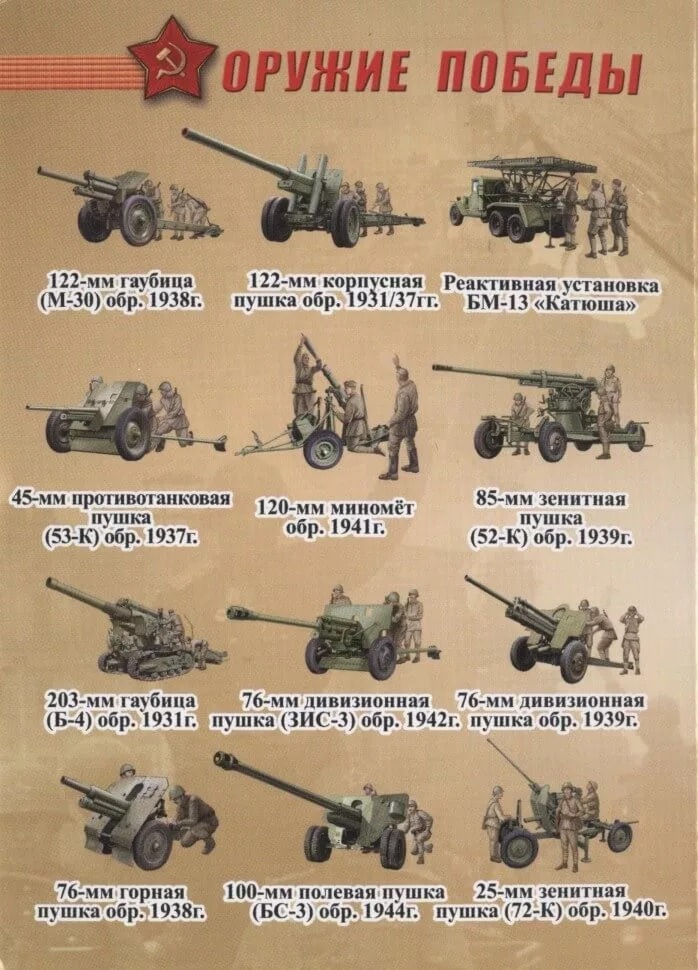 ОРУЖИЕ ПОБЕДЫ
122-мм гаубица
(М-30) обр. 1938г.
122-мм корпусная
пушка обр. 1931/37гг.
Реактивная установка
БМ-13 «Катюша»
45-мм противотанковая
пушка
(53-К) обр. 1937г.
120-мм миномёт
обр. 1941г.
85-мм зенитная
пушка
(52-К) обр. 1939г.
203-мм гаубица
(Б-4) обр. 1931г.
76-мм дивизионная
пушка (ЗИС-3) обр. 1942г.
76-мм дивизионная
пушка обр. 1939г.
76-мм горная
пушка обр. 1938г.
100-мм полевая пушка
(БС-3) обр. 1944г.
25-мм зенитная
пушка (72-К) обр. 1940г.